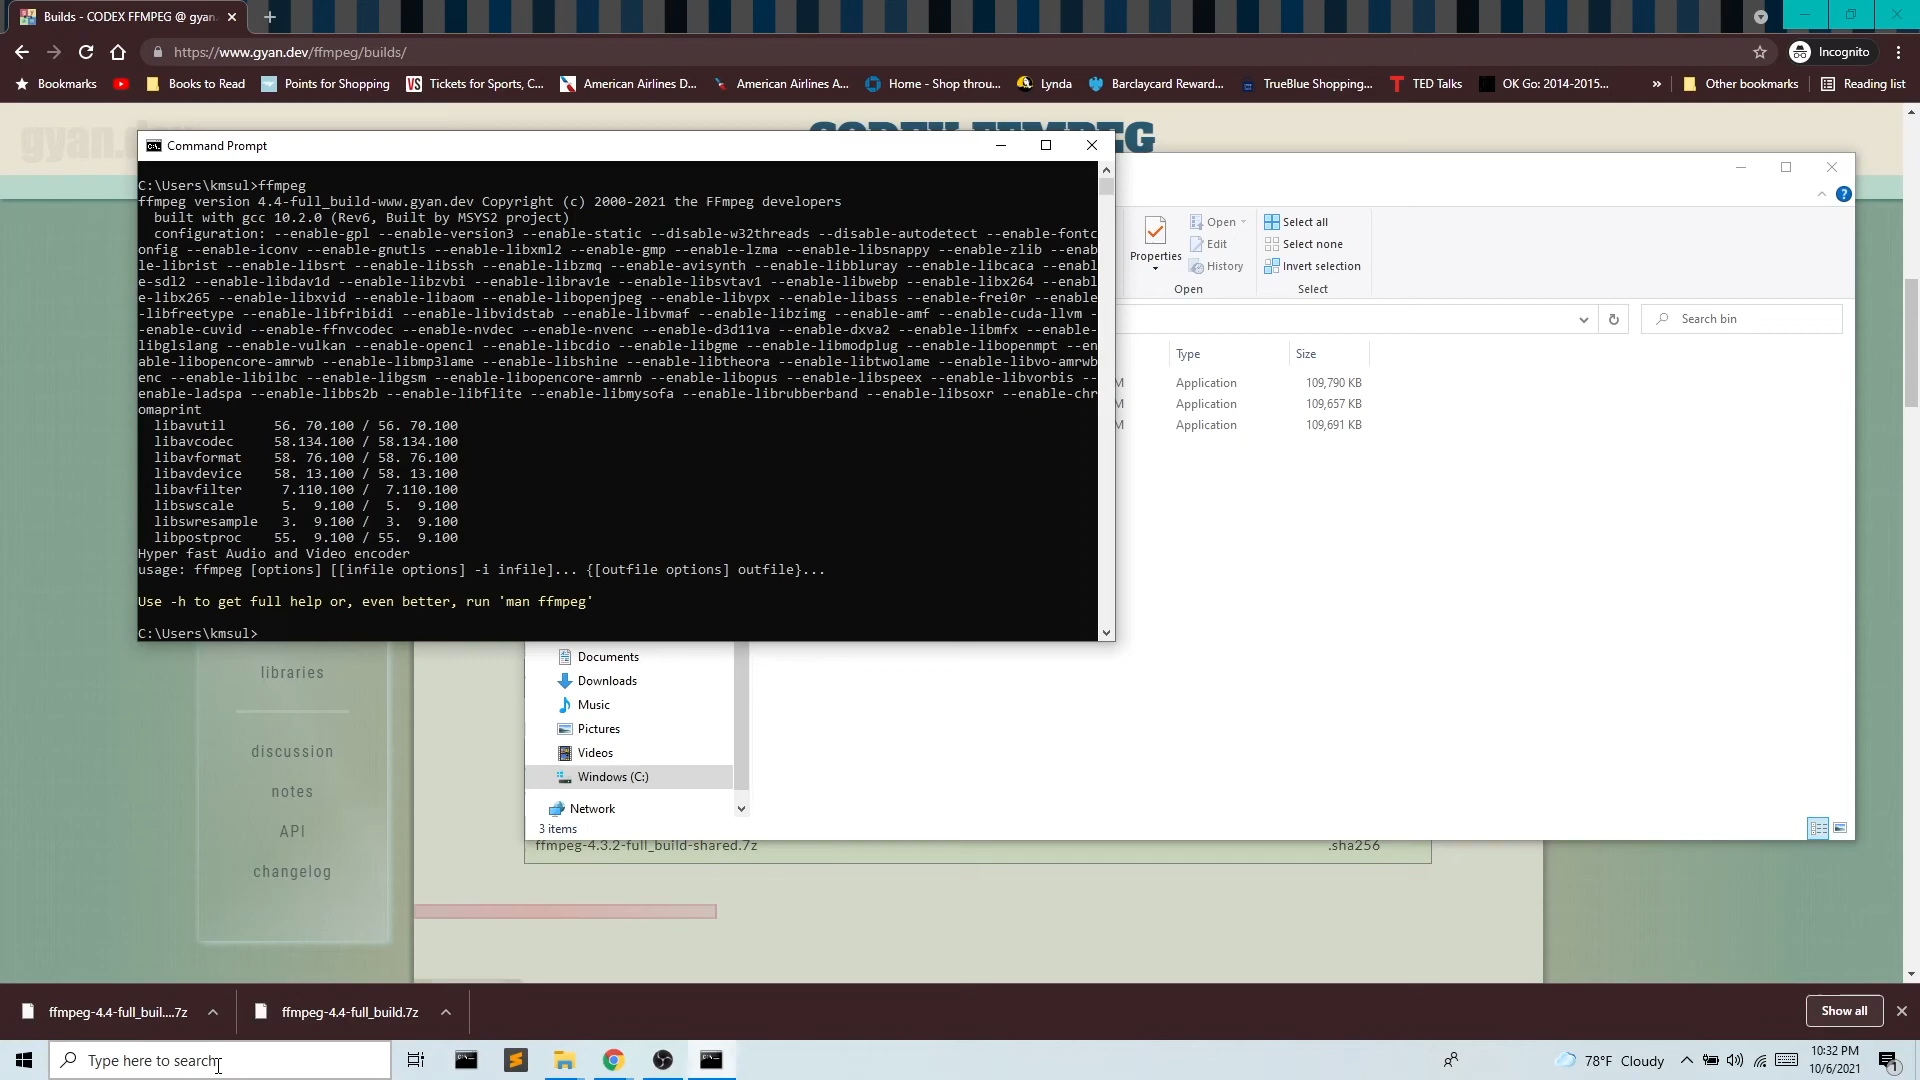 Builds - CODEX FFMPEG @ gyan.
https://www.gyan.dev/ffmpeg/builds/
Incognito
Bookmarks
Books to Read
Points for Shopping
Tickets for Sports, C...
American Airlines D...
American Airlines A...
Home - Shop throu...
Lynda
Barclaycard Reward...
TrueBlue Shopping...
TED Talks
OK Go: 2014-2015...
Other bookmarks
Reading list
gyan.d
Command Prompt
C:\Users\kmsul>ffmpeg
ffmpeg version 4.4-full_build-www.gyan.dev Copyright (c) 2000-2021 the FFmpeg developers
built with gcc 10.2.0 (Rev6, Built by MSYS2 project)
configuration: --enable-gpl --enable-version3 --enable-static --disable-w32threads --disable-autodetect --enable-fontc
onfig --enable-iconv --enable-gnutls --enable-libxml2 --enable-gmp --enable-lzma --enable-libsnappy --enable-zlib --enab
le-librist --enable-libsrt --enable-libssh --enable-libzmq --enable-avisynth --enable-libbluray --enable-libcaca --enabl
e-sdl2 --enable-libdav1d --enable-libzvbi --enable-librav1e --enable-libsvtav1 --enable-libwebp --enable-libx264 --enabl
e-libx265 --enable-libxvid --enable-libaom --enable-libopenjpeg --enable-libvpx --enable-libass --enable-frei0r --enable
-libfreetype --enable-libfribidi --enable-libvidstab --enable-libvmaf --enable-libzimg --enable-amf --enable-cuda-llvm -
-enable-cuvid --enable-ffnvcodec --enable-nvdec --enable-nvenc --enable-d3d11va --enable-dxva2 --enable-libmfx --enable-
libglslang --enable-vulkan --enable-opencl --enable-libcdio --enable-libgme --enable-libmodplug --enable-libopenmpt --en
able-libopencore-amrwb --enable-libmp3lame --enable-libshine --enable-libtheora --enable-libtwolame --enable-libvo-amrwb
enc --enable-libilbc --enable-libgsm --enable-libopencore-amrnb --enable-libopus --enable-libspeex --enable-libvorbis --
enable-ladspa --enable-libbs2b --enable-libflite --enable-libmysofa --enable-librubberband --enable-libsoxr --enable-chr
omaprint
libavutil 56. 70.100 / 56. 70.100
libavcodec 58.134.100 / 58.134.100
libavformat 58. 76.100 / 58. 76.100
libavdevice 58. 13.100 / 58. 13.100
libavfilter 7.110.100 / 7.110.100
libswscale 5. 9.100 / 5. 9.100
libswresample 3. 9.100 / 3. 9.100
libpostproc 55. 9.100 / 55. 9.100
Hyper fast Audio and Video encoder
usage: ffmpeg [options] [[infile options] -i infile]... {[outfile options] outfile}...
Use -h to get full help or, even better, run 'man ffmpeg'
C:\Users\kmsul>
Properties
Open
Edit
History
Open
Select all
Select none
Invert selection
Select
Search bin
Type Size
M Application 109,790 KB
M Application 109,657 KB
M Application 109,691 KB
Documents
Downloads
Music
Pictures
Videos
Windows (C:)
Network
3 items
libraries
discussion
notes
API
changelog
ffmpeg-4.3.2-full_build-shared.7z .sha256
ffmpeg-4.4-full_buil....7z
ffmpeg-4.4-full_build.7z
Show all
Type here to search
78°F Cloudy
10:32 PM
10/6/2021
1